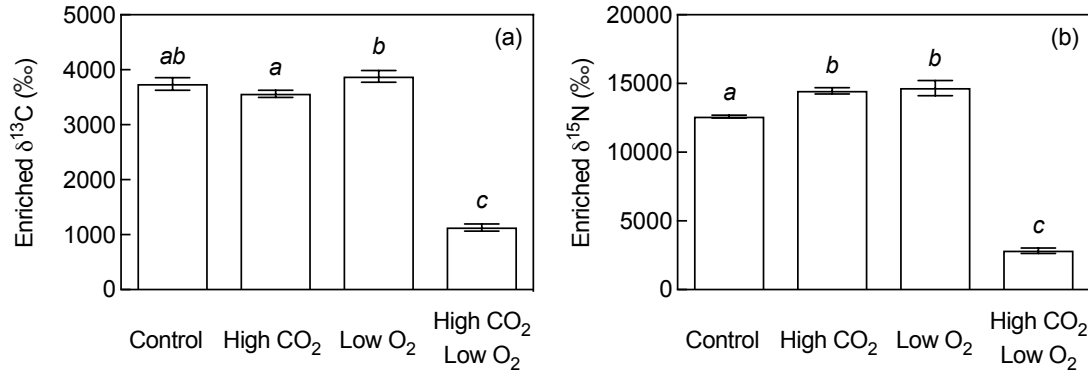 (a)
Enriched δ¹³C (‰)
5000
4000
3000
2000
1000
0
ab
a
b
c
Control
High CO₂
Low O₂
High CO₂
Low O₂
(b)
Enriched δ¹⁵N (‰)
20000
15000
10000
5000
0
a
b
b
c
Control
High CO₂
Low O₂
High CO₂
Low O₂